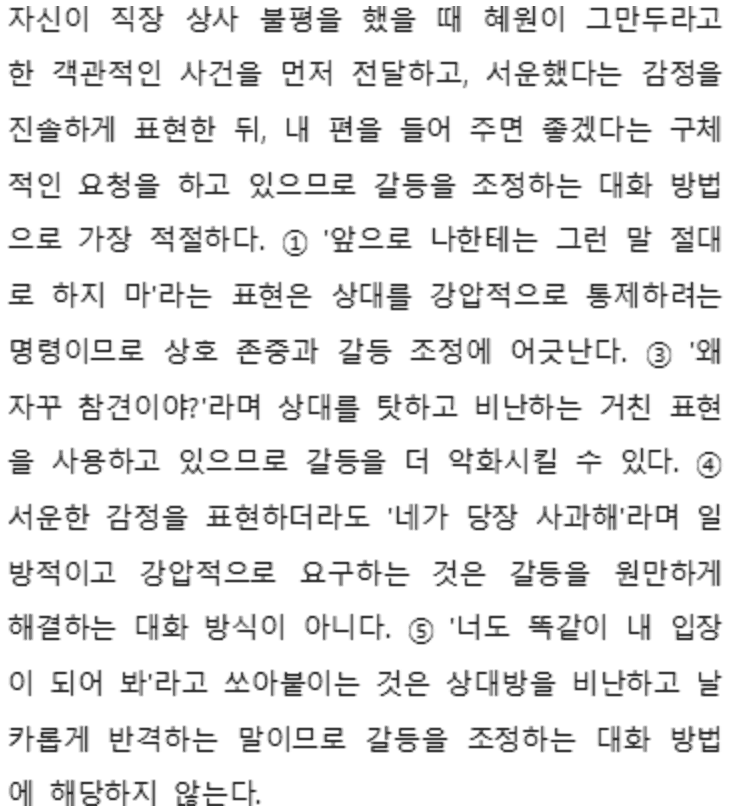 자신이 직장 상사 불평을 했을 때 혜원이 그만두라고
한 객관적인 사건을 먼저 전달하고, 서운했다는 감정을
진솔하게 표현한 뒤, 내 편을 들어 주면 좋겠다는 구체
적인 요청을 하고 있으므로 갈등을 조정하는 대화 방법
으로 가장 적절하다. ① '앞으로 나한테는 그런 말 절대
로 하지 마'라는 표현은 상대를 강압적으로 통제하려는
명령이므로 상호 존중과 갈등 조정에 어긋난다. ③ '왜
자꾸 참견이야?'라며 상대를 탓하고 비난하는 거친 표현
을 사용하고 있으므로 갈등을 더 악화시킬 수 있다. ④
서운한 감정을 표현하더라도 '네가 당장 사과해'라며 일
방적이고 강압적으로 요구하는 것은 갈등을 원만하게
해결하는 대화 방식이 아니다. ⑤ '너도 똑같이 내 입장
이 되어 봐'라고 쏘아붙이는 것은 상대방을 비난하고 날
카롭게 반격하는 말이므로 갈등을 조정하는 대화 방법
에 해당하지 않는다.